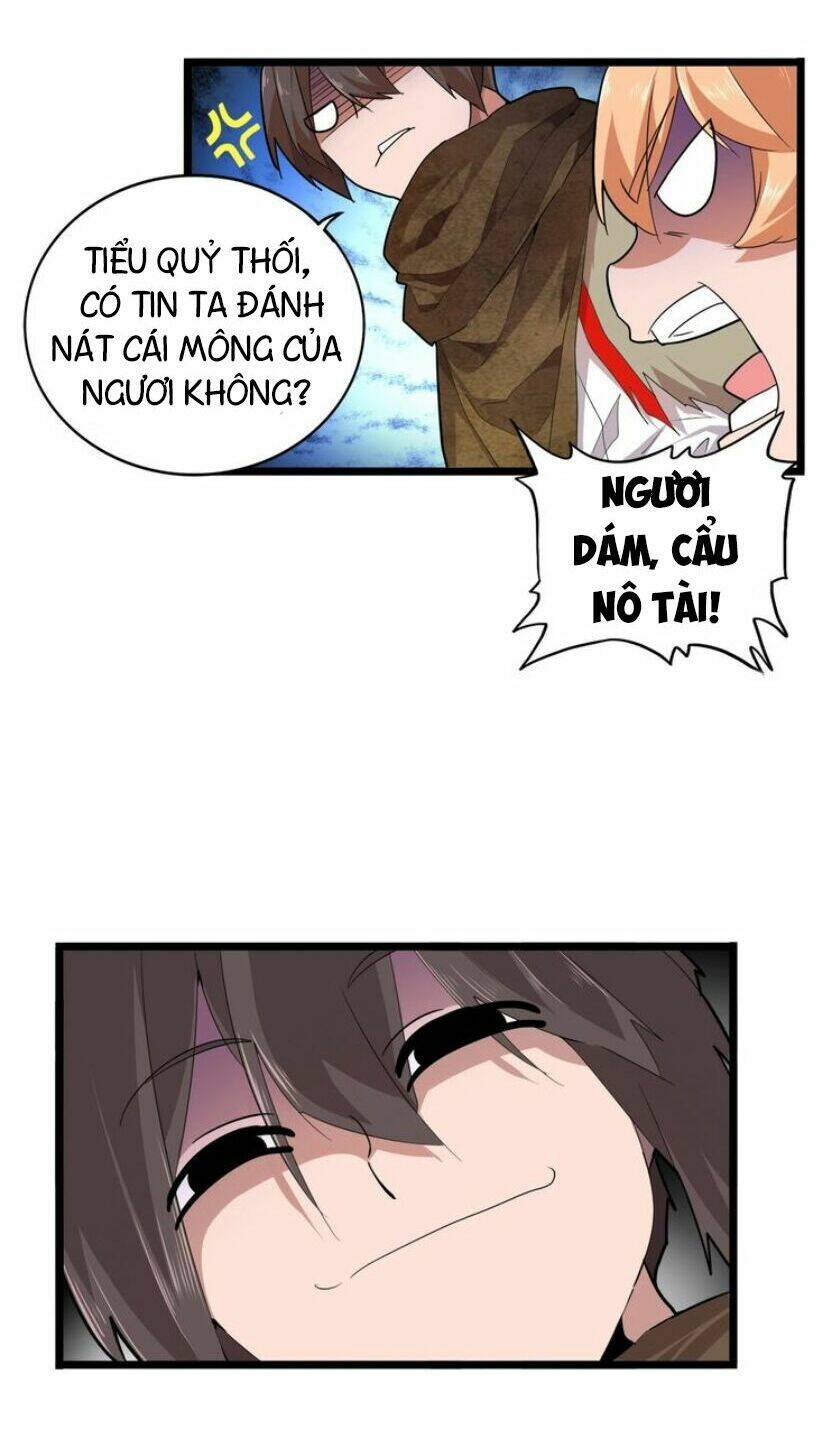 TIỂU QUỶ THỐI,
CÓ TIN TA ĐÁNH
NÁT CÁI MÔNG CỦA
NGƯƠI KHÔNG?
NGƯƠI
DÁM, CẨU
NÔ TÀI!